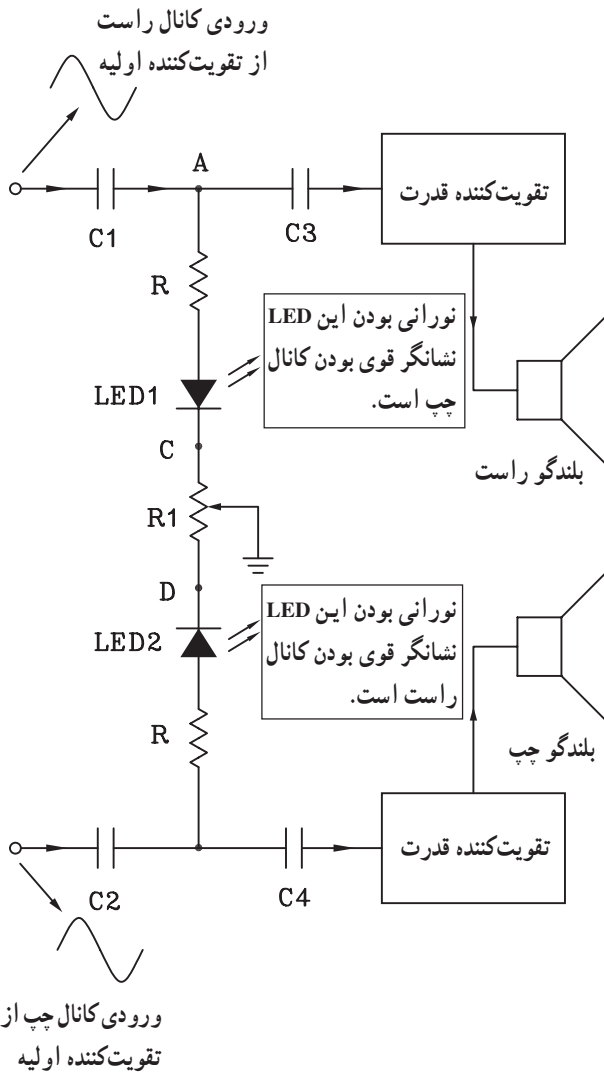 ورودی کانال راست
از تقویت‌کننده اولیه
A
تقویت‌کننده قدرت
C1
C3
R
نورانی بودن این LED
نشانگر قوی بودن کانال
چپ است.
LED1
C
بلندگو راست
R1
D
نورانی بودن این LED
نشانگر قوی بودن کانال
راست است.
LED2
R
بلندگو چپ
تقویت‌کننده قدرت
C2
C4
ورودی کانال چپ از
تقویت‌کننده اولیه